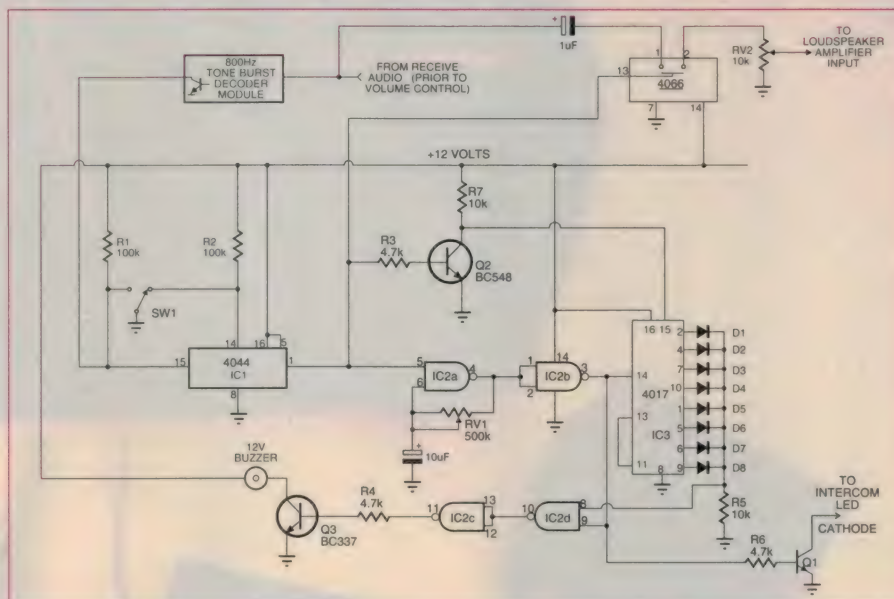 800Hz
TONE BURST
DECODER
MODULE
FROM RECEIVE
AUDIO (PRIOR TO
VOLUME CONTROL)
+
1uF
1
2
13
4066
7
14
RV2
10k
TO
LOUDSPEAKER
AMPLIFIER
INPUT
+12 VOLTS
R1
100k
R2
100k
SW1
R7
10k
R3
4.7k
Q2
BC548
14
16
5
15
4044
IC1
1
8
5
6
IC2a
4
RV1
500k
+
10uF
1
2
14
IC2b
3
16
15
14
13
11
4017
IC3
8
2
4
7
10
1
5
6
9
D1
D2
D3
D4
D5
D6
D7
D8
R5
10k
12V
BUZZER
R4
4.7k
Q3
BC337
11
IC2c
13
12
10
IC2d
8
9
R6
4.7k
Q1
TO
INTERCOM
LED
CATHODE